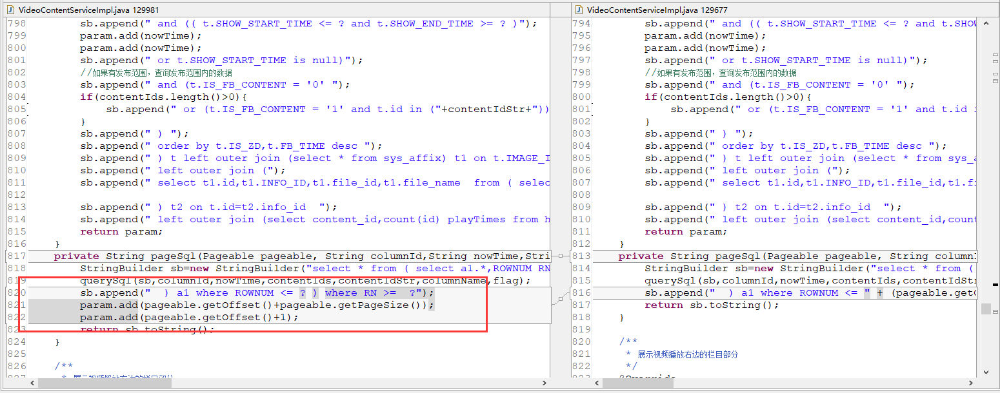 VideoContentServiceImpl.java 129981
798 sb.append(" and (( t.SHOW_START_TIME <= ? and t.SHOW_END_TIME >= ? )");
799 param.add(nowTime);
800 param.add(nowTime);
801 sb.append(" or t.SHOW_START_TIME is null)");
802 //如果有发布范围，查询发布范围内的数据
803 sb.append(" and (t.IS_FB_CONTENT = '0' ");
804 if(contentIds.length()>0){
805 sb.append(" or (t.IS_FB_CONTENT = '1' and t.id in ("+contentIdStr+"))
806 }
807 sb.append(" ) ");
808 sb.append(" order by t.IS_ZD,t.FB_TIME desc ");
809 sb.append(" ) t left outer join (select * from sys_affix) t1 on t.IMAGE_I
810 sb.append(" left outer join (");
811 sb.append(" select t1.id,t1.INFO_ID,t1.file_id,t1.file_name  from ( selec
812
813 sb.append(" ) t2 on t.id=t2.info_id  ");
814 sb.append(" left outer join (select content_id,count(id) playTimes from h
815 return param;
816 }
817 private String pageSql(Pageable pageable, String columnId,String nowTime,Stri
818 StringBuilder sb=new StringBuilder("select * from ( select a1.*,ROWNUM RN
819 querySql(sb,columnId,nowTime,contentIds,contentIdStr,columnName,flag);
820 sb.append("  ) a1 where ROWNUM <= ? ) where RN >=  ?");
821 param.add(pageable.getOffset()+pageable.getPageSize());
822 param.add(pageable.getOffset()+1);
823 return sb.toString();
824 }
825
826 /**
827 * 展示视频播放右边的栏目部分
VideoContentServiceImpl.java 129677
794 sb.append(" and (( t.SHOW_START_TIME <= ? and t.SHOW
795 param.add(nowTime);
796 param.add(nowTime);
797 sb.append(" or t.SHOW_START_TIME is null)");
798 //如果有发布范围，查询发布范围内的数据
799 sb.append(" and (t.IS_FB_CONTENT = '0' ");
800 if(contentIds.length()>0){
801 sb.append(" or (t.IS_FB_CONTENT = '1' and t.id i
802 }
803 sb.append(" ) ");
804 sb.append(" order by t.IS_ZD,t.FB_TIME desc ");
805 sb.append(" ) t left outer join (select * from sys_a
806 sb.append(" left outer join (");
807 sb.append(" select t1.id,t1.INFO_ID,t1.file_id,t1.fi
808
809 sb.append(" ) t2 on t.id=t2.info_id  ");
810 sb.append(" left outer join (select content_id,count
811 return param;
812 }
813 private String pageSql(Pageable pageable, String columnI
814 StringBuilder sb=new StringBuilder("select * from (
815 querySql(sb,columnId,nowTime,contentIds,contentIdStr
816 sb.append("  ) a1 where ROWNUM <= " + (pageable.getO
817 return sb.toString();
818 }
819
820 /**
821 * 展示视频播放右边的栏目部分
822 */
823 @Override